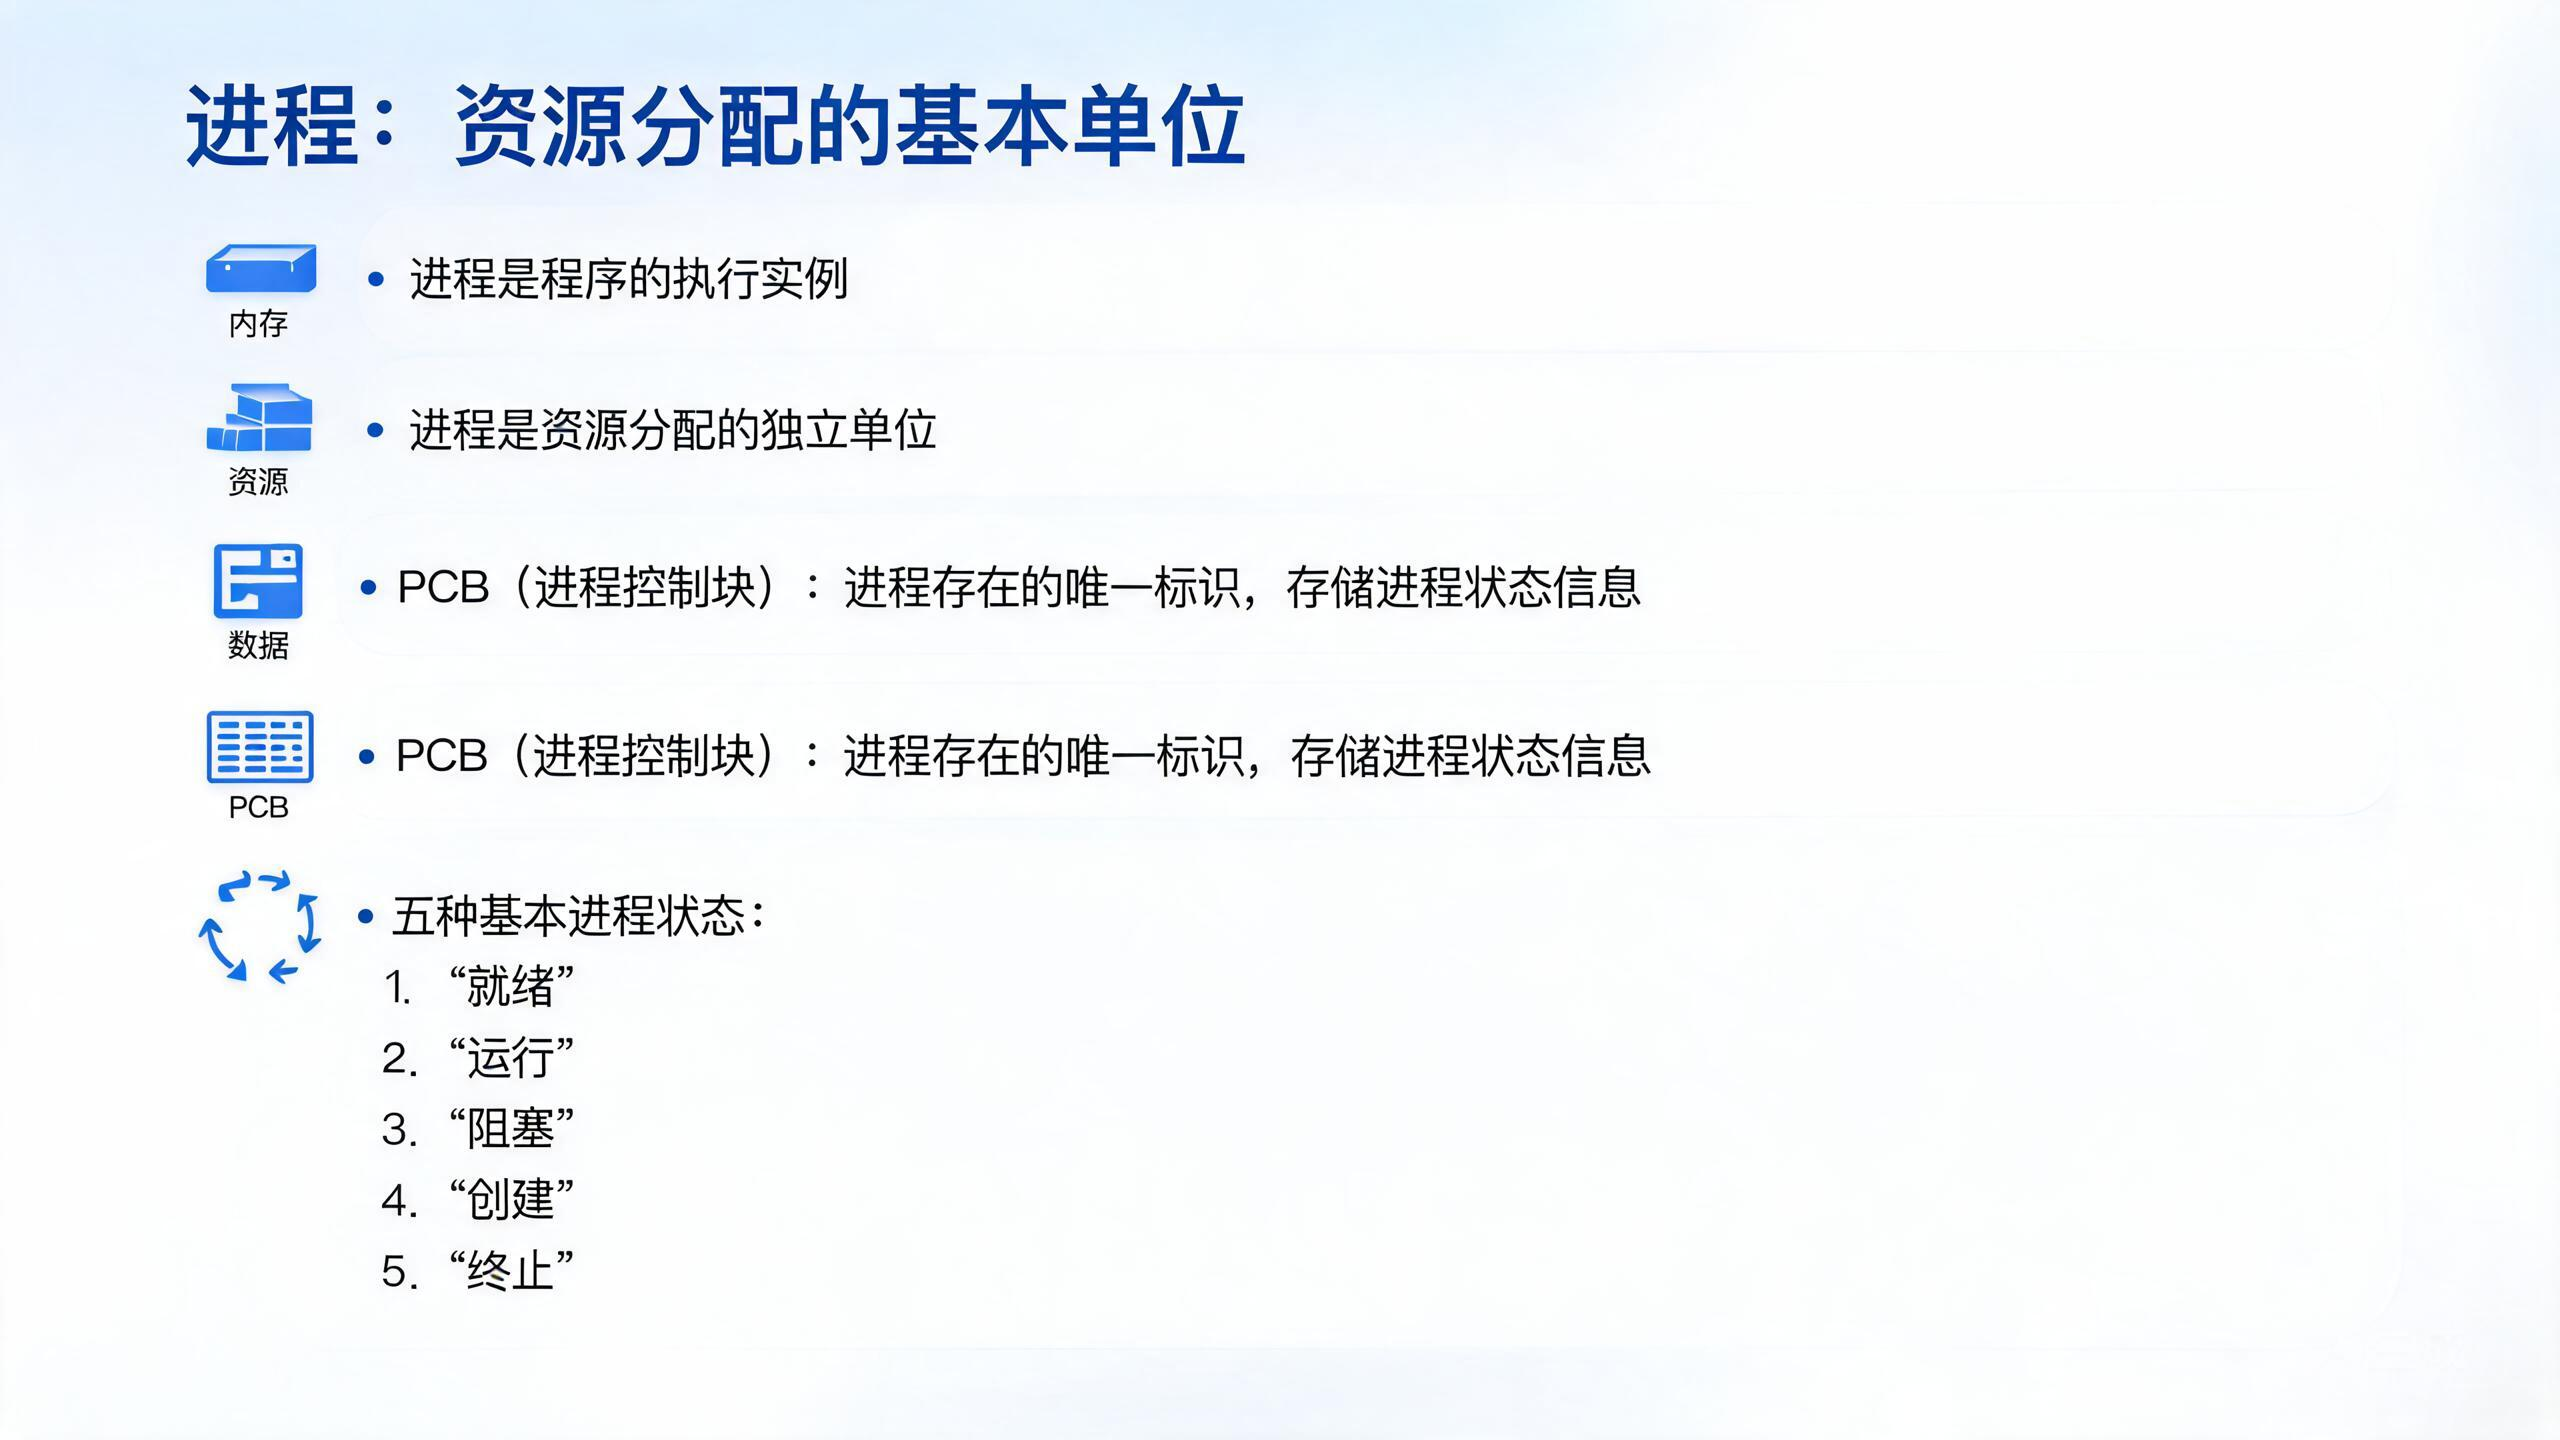 进程：资源分配的基本单位
• 进程是程序的执行实例
内存
• 进程是资源分配的独立单位
资源
• PCB（进程控制块）：进程存在的唯一标识，存储进程状态信息
数据
• PCB（进程控制块）：进程存在的唯一标识，存储进程状态信息
PCB
• 五种基本进程状态：
1. “就绪”
2. “运行”
3. “阻塞”
4. “创建”
5. “终止”